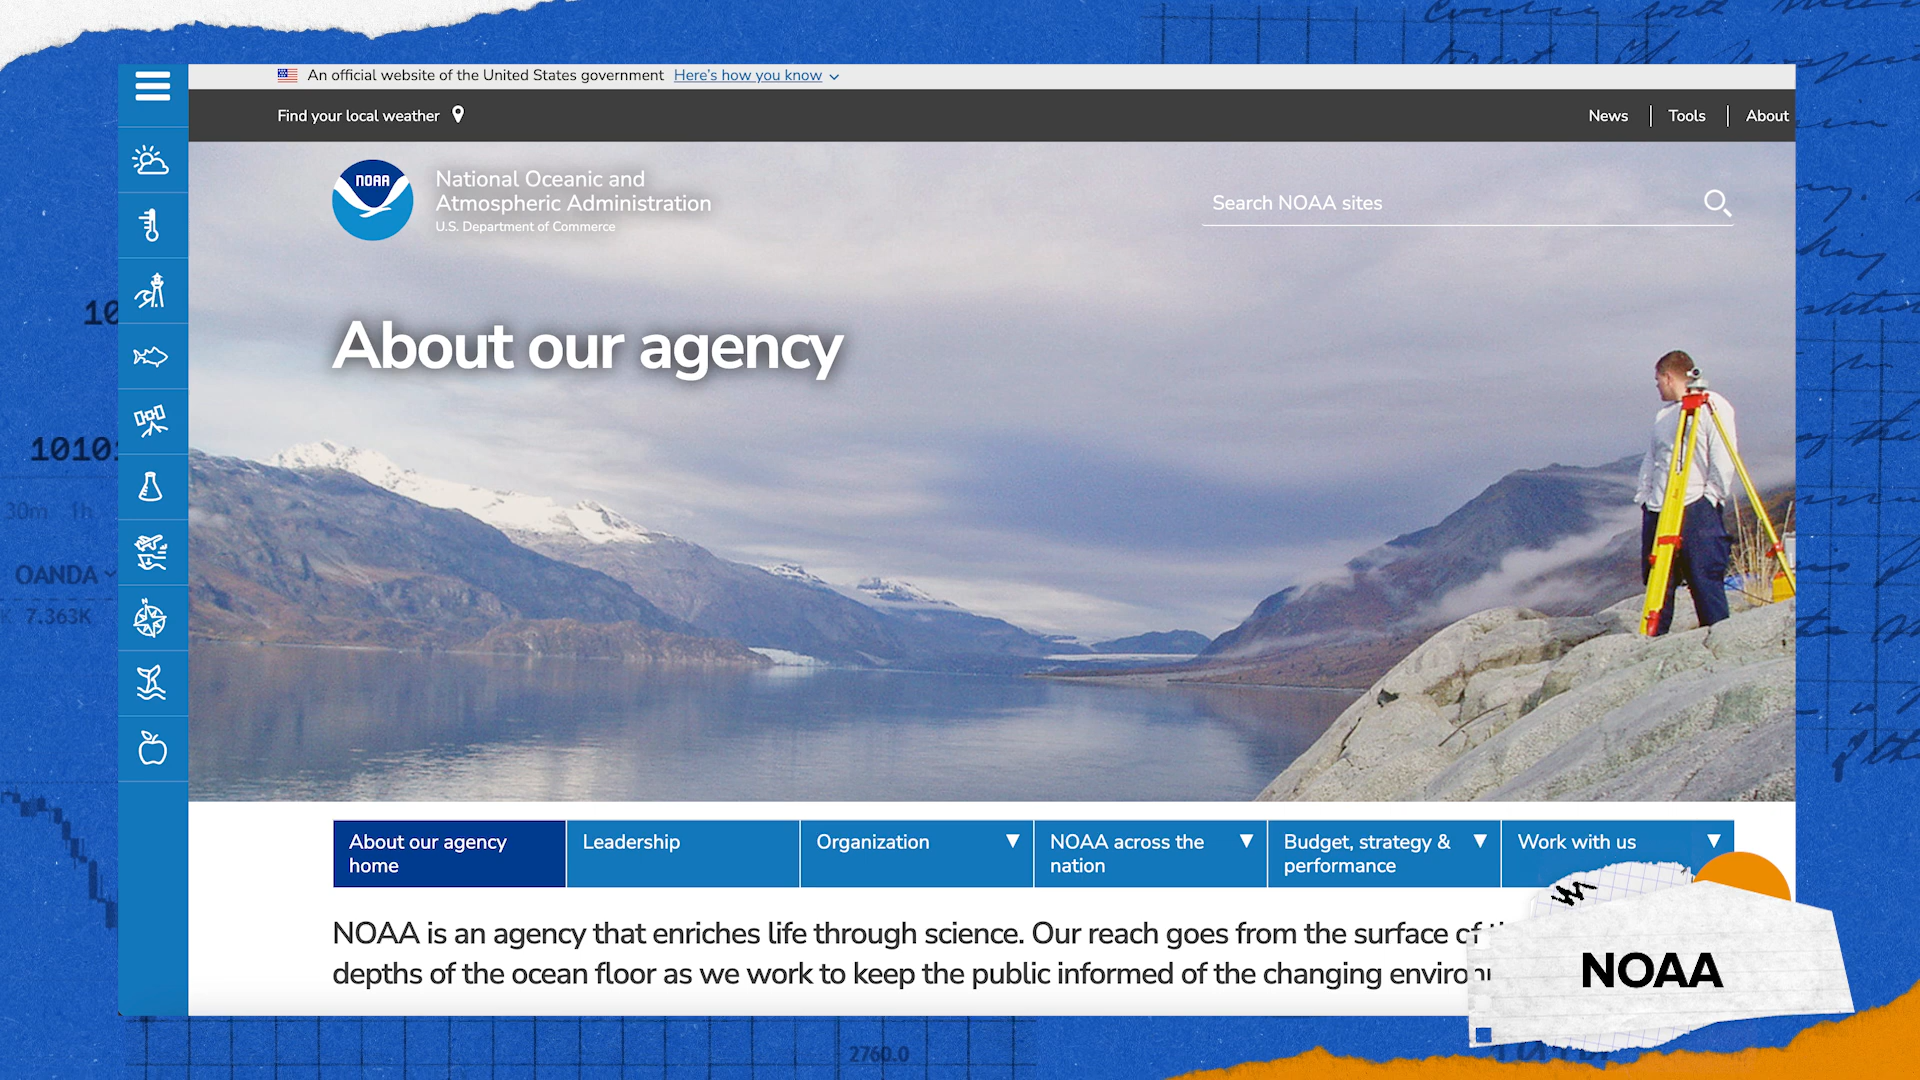 An official website of the United States government Here's how you know
Find your local weather
News
Tools
About
NOAA
National Oceanic and
Atmospheric Administration
U.S. Department of Commerce
Search NOAA sites
About our agency
10
1010
30m 1h
OANDA
K 7.363K
About our agency
home
Leadership
Organization
NOAA across the
nation
Budget, strategy &
performance
Work with us
NOAA is an agency that enriches life through science. Our reach goes from the surface of
depths of the ocean floor as we work to keep the public informed of the changing
NOAA
2760.0